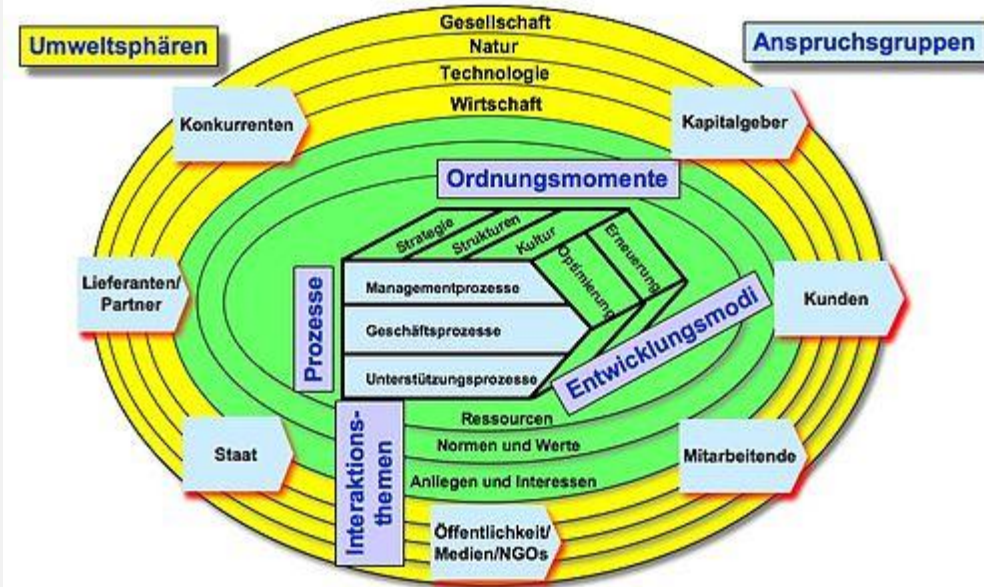 Gesellschaft
Umweltsphären
Natur
Anspruchsgruppen
Technologie
Wirtschaft
Konkurrenten
Kapitalgeber
Ordnungsmomente
Strategie
Strukturen
Kultur
Optimierung
Erneuerung
Lieferanten/
Partner
Prozesse
Managementprozesse
Geschäftsprozesse
Unterstützungsprozesse
Entwicklungsmodi
Kunden
Interaktions-
themen
Ressourcen
Normen und Werte
Anliegen und Interessen
Staat
Mitarbeitende
Öffentlichkeit/
Medien/NGOs